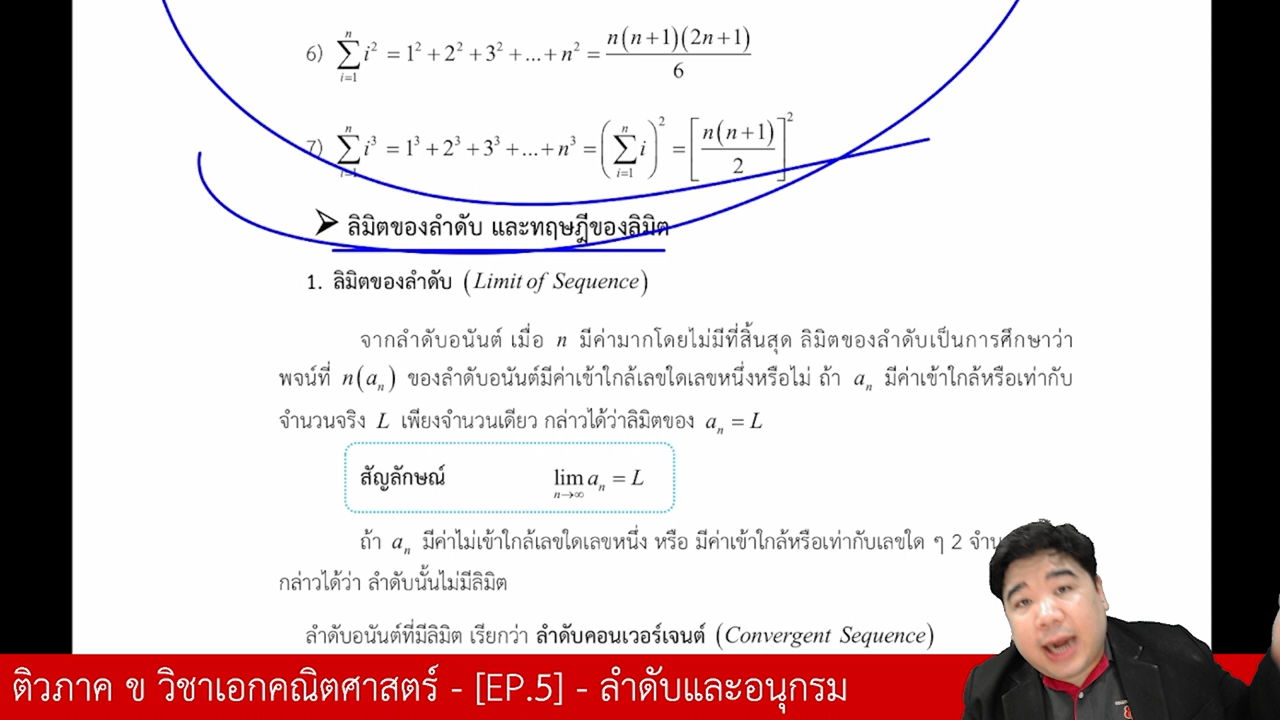 6) \sum_{i=1}^{n} i^2 = 1^2 + 2^2 + 3^2 + ... + n^2 = \frac{n(n+1)(2n+1)}{6}
7) \sum_{i=1}^{n} i^3 = 1^3 + 2^3 + 3^3 + ... + n^3 = \left(\sum_{i=1}^{n} i\right)^2 = \left[\frac{n(n+1)}{2}\right]^2
➢ ลิมิตของลำดับ และทฤษฎีของลิมิต
1. ลิมิตของลำดับ (Limit of Sequence)
จากลำดับอนันต์ เมื่อ n มีค่ามากโดยไม่มีที่สิ้นสุด ลิมิตของลำดับเป็นการศึกษาว่า
พจน์ที่ n(a_n) ของลำดับอนันต์มีค่าเข้าใกล้เลขใดเลขหนึ่งหรือไม่ ถ้า a_n มีค่าเข้าใกล้หรือเท่ากับ
จำนวนจริง L เพียงจำนวนเดียว กล่าวได้ว่าลิมิตของ a_n = L
สัญลักษณ์ \lim_{n→∞} a_n = L
ถ้า a_n มีค่าไม่เข้าใกล้เลขใดเลขหนึ่ง หรือ มีค่าเข้าใกล้หรือเท่ากับเลขใด ๆ 2
กล่าวได้ว่า ลำดับนั้นไม่มีลิมิต
ลำดับอนันต์ที่มีลิมิต เรียกว่า ลำดับคอนเวอร์เจนต์ (Convergent Sequence)
ติวภาค ข วิชาเอกคณิตศาสตร์ - [EP.5] - ลำดับและอนุกรม